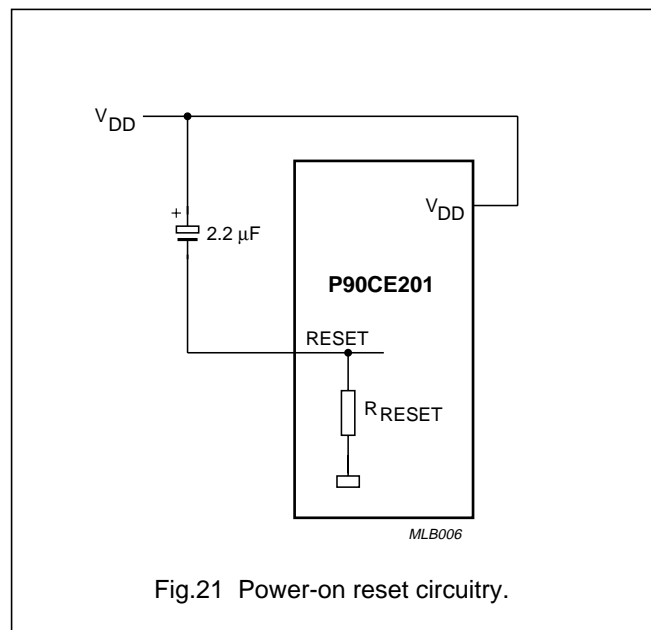 VDD
VDD
+
2.2 μF
P90CE201
RESET
RRESET
MLB006
Fig.21 Power-on reset circuitry.